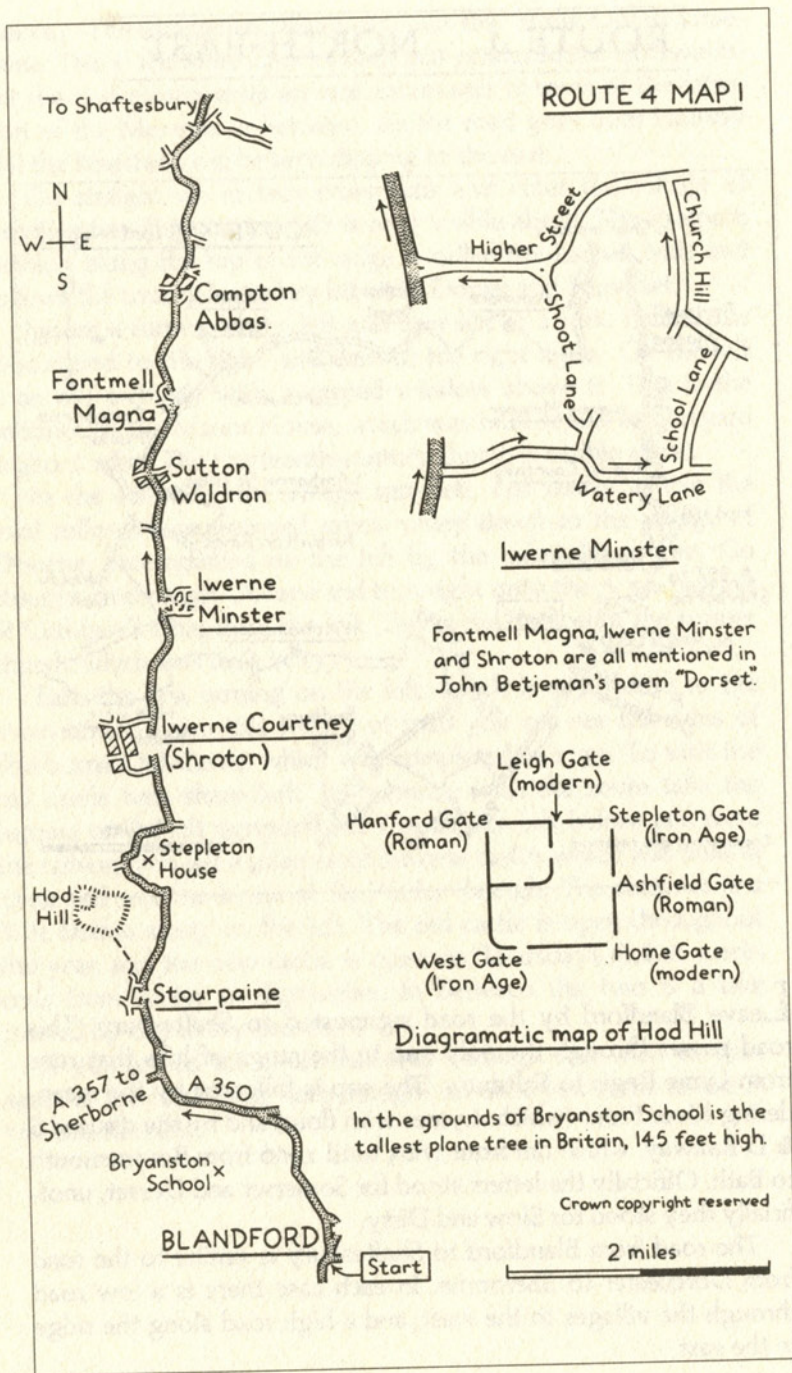 ROUTE 4 MAP 1
To Shaftesbury
N
W E
S
Compton
Abbas.
Fontmell
Magna
Sutton
Waldron
Iwerne
Minster
Iwerne Courtney
(Shroton)
Stepleton
House
Hod
Hill
Stourpaine
A 357 to
Sherborne
A 350
Bryanston
School
BLANDFORD
Start
Higher
Street
Church Hill
Shoot Lane
School Lane
Watery Lane
Iwerne Minster
Fontmell Magna, Iwerne Minster
and Shroton are all mentioned in
John Betjeman's poem "Dorset".
Leigh Gate
(modern)
Hanford Gate
(Roman)
Stepleton Gate
(Iron Age)
Ashfield Gate
(Roman)
West Gate
(Iron Age)
Home Gate
(modern)
Diagramatic map of Hod Hill
In the grounds of Bryanston School is the
tallest plane tree in Britain, 145 feet high.
Crown copyright reserved
2 miles